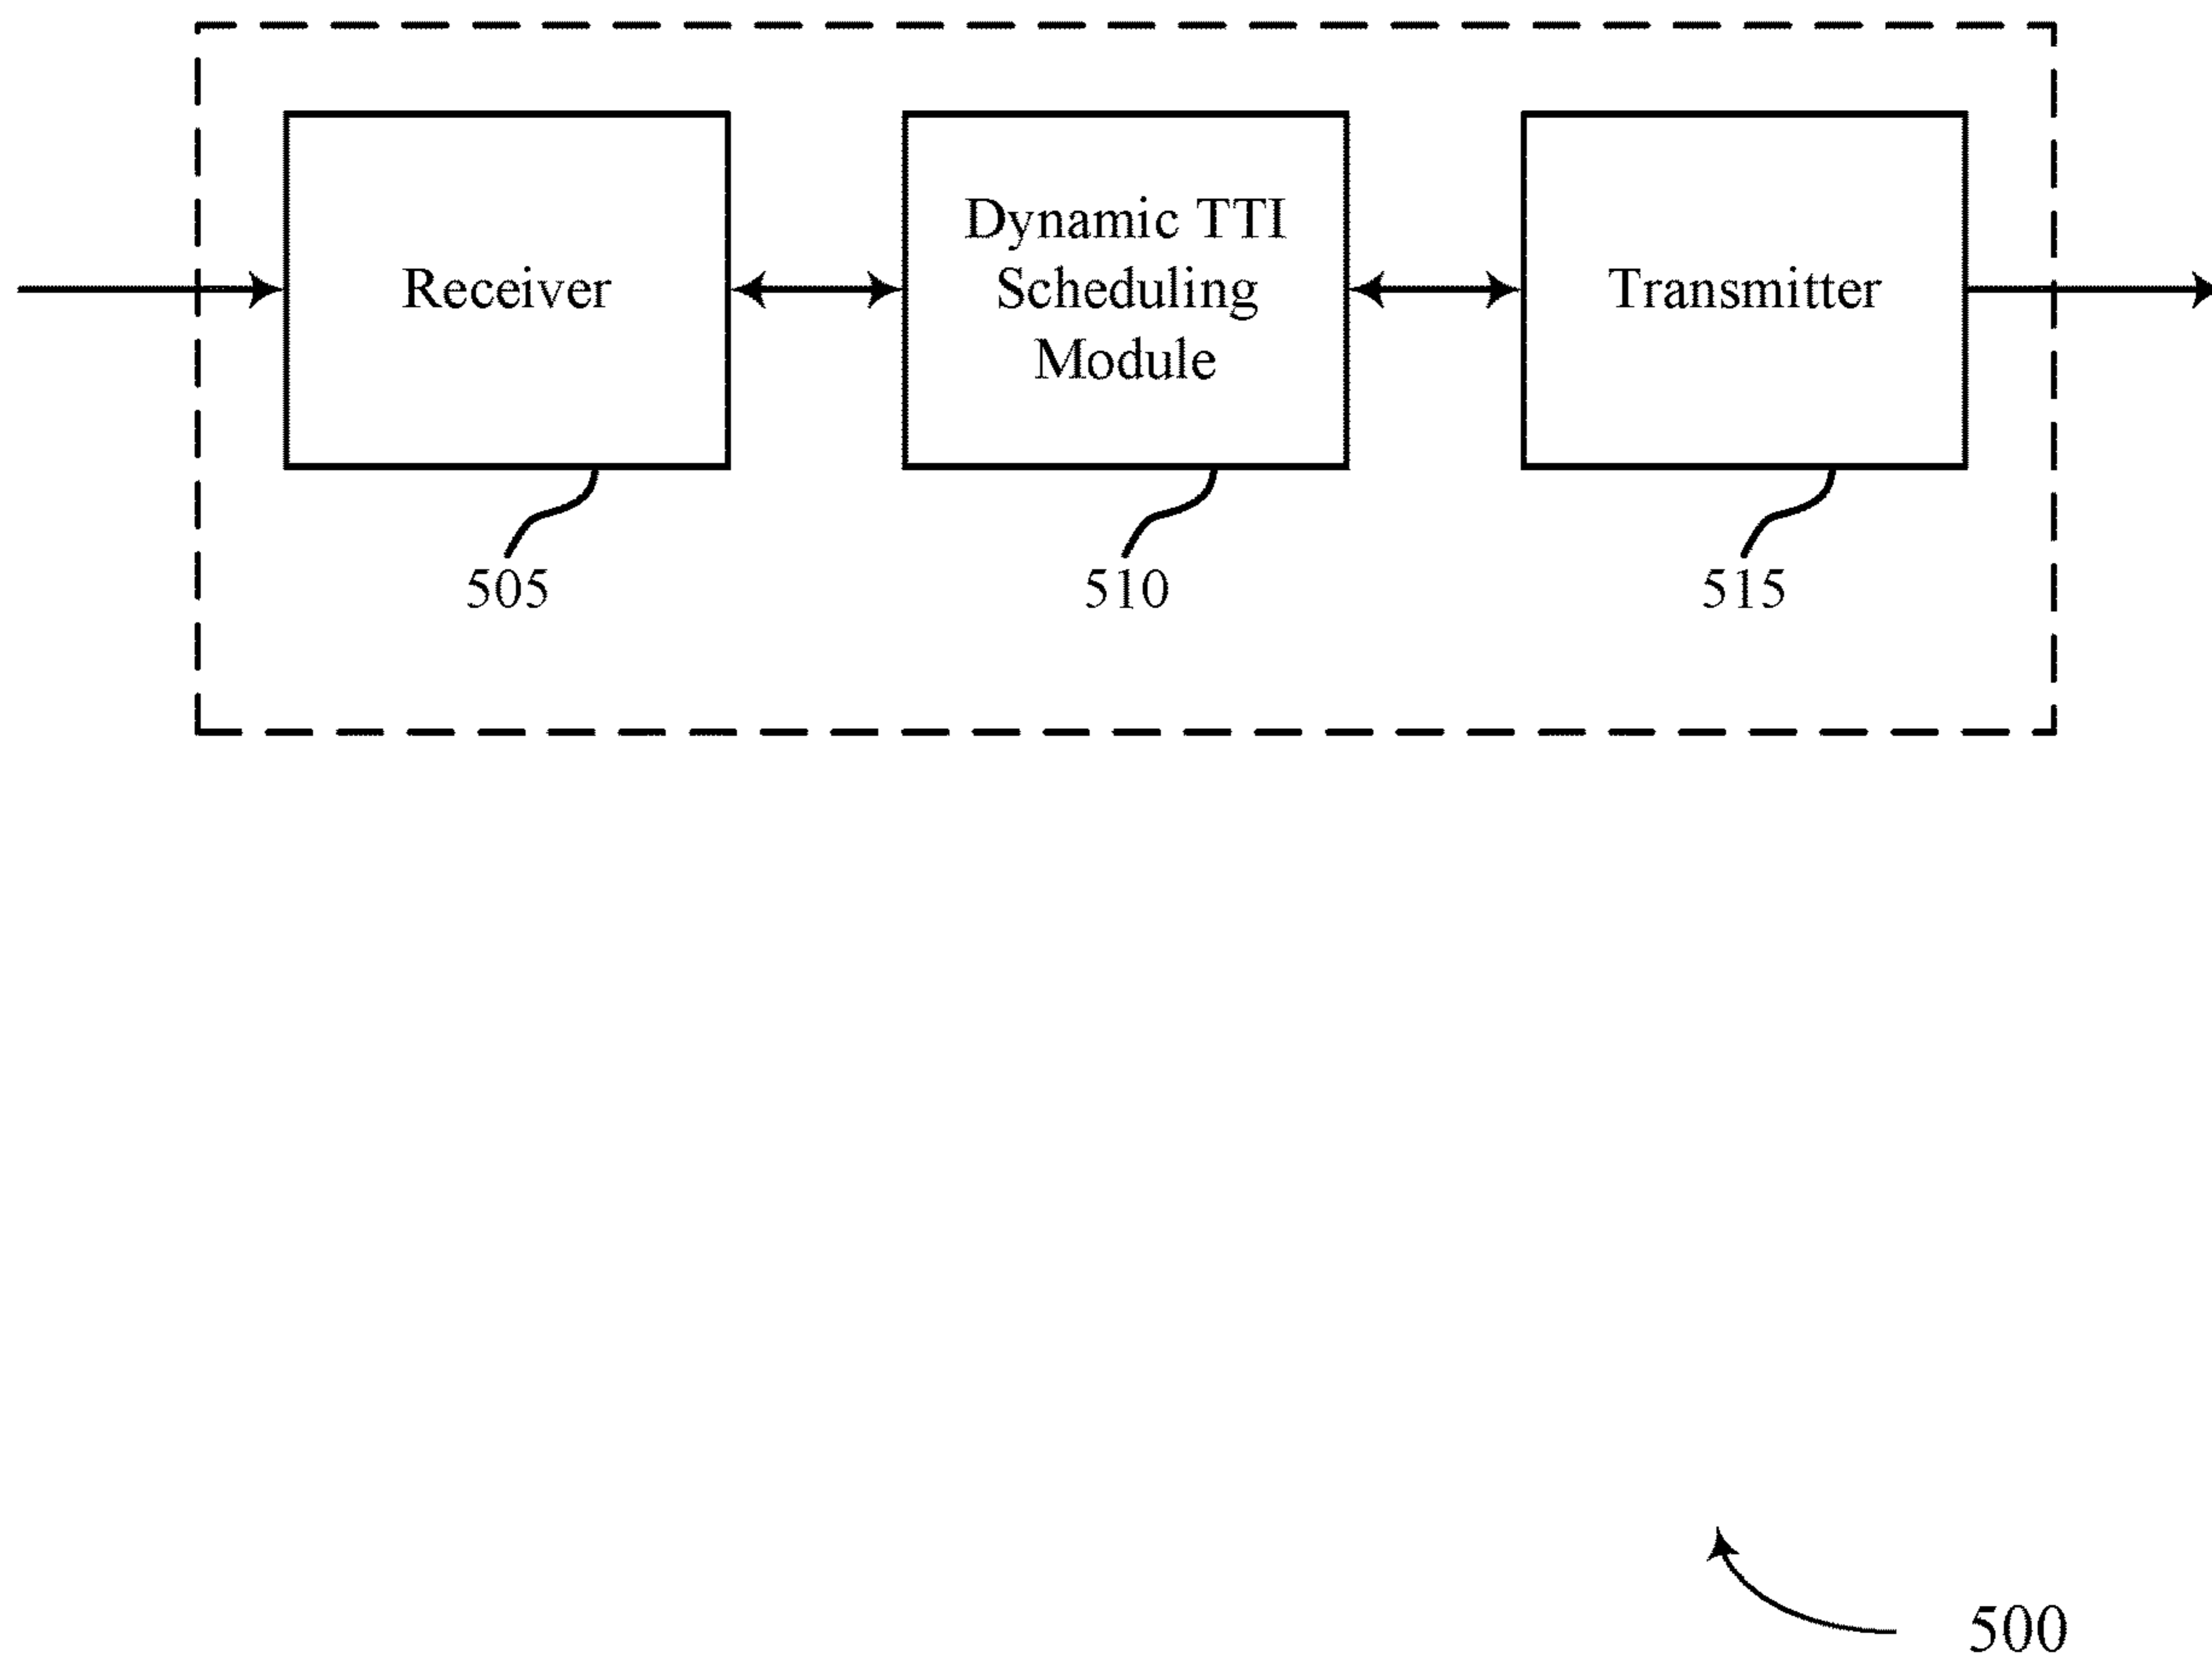 Receiver
Dynamic TTI
Scheduling
Module
Transmitter
505
510
515
500